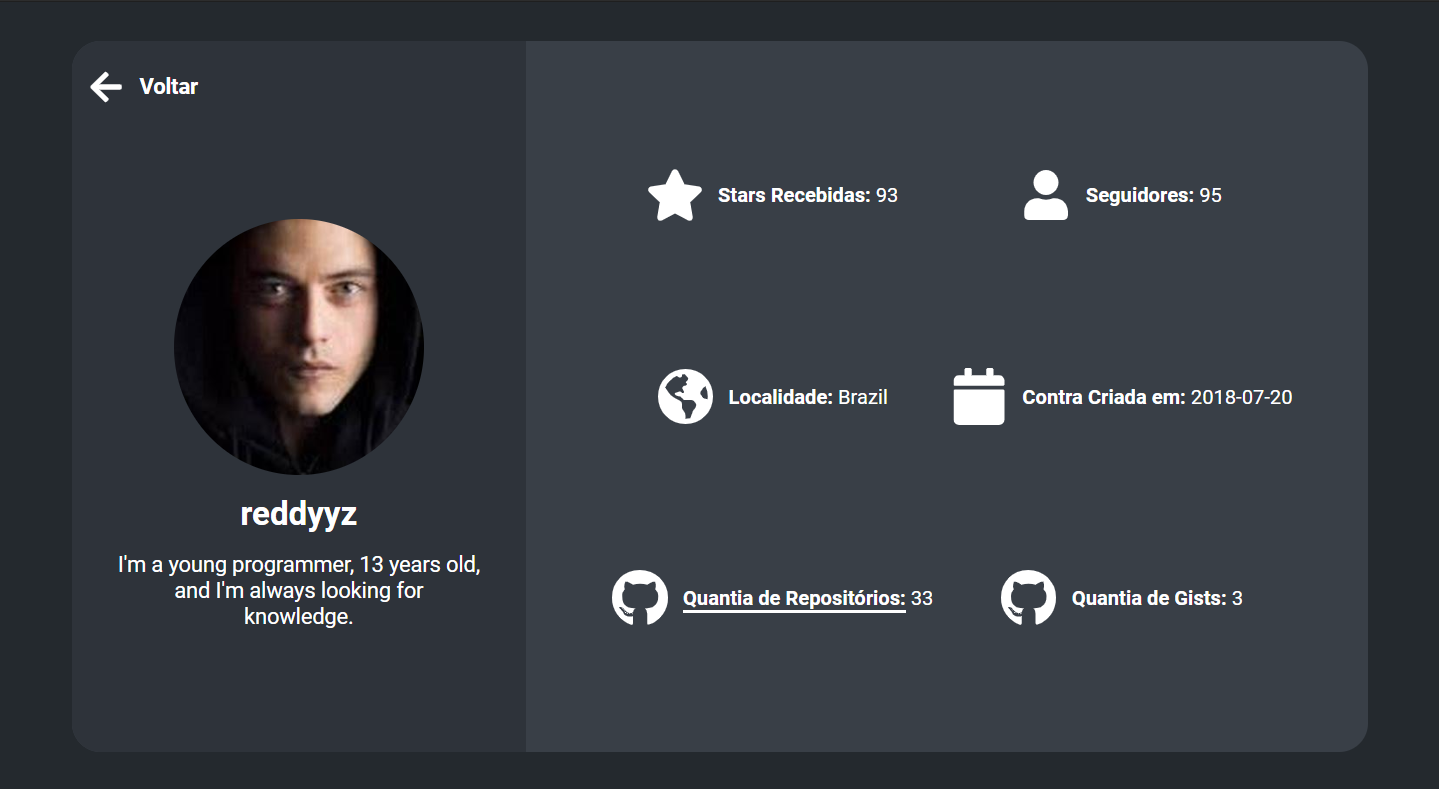 Voltar
Stars Recebidas: 93
Seguidores: 95
Localidade: Brazil
Contra Criada em: 2018-07-20
reddyyz
I'm a young programmer, 13 years old,
and I'm always looking for
knowledge.
Quantia de Repositórios: 33
Quantia de Gists: 3